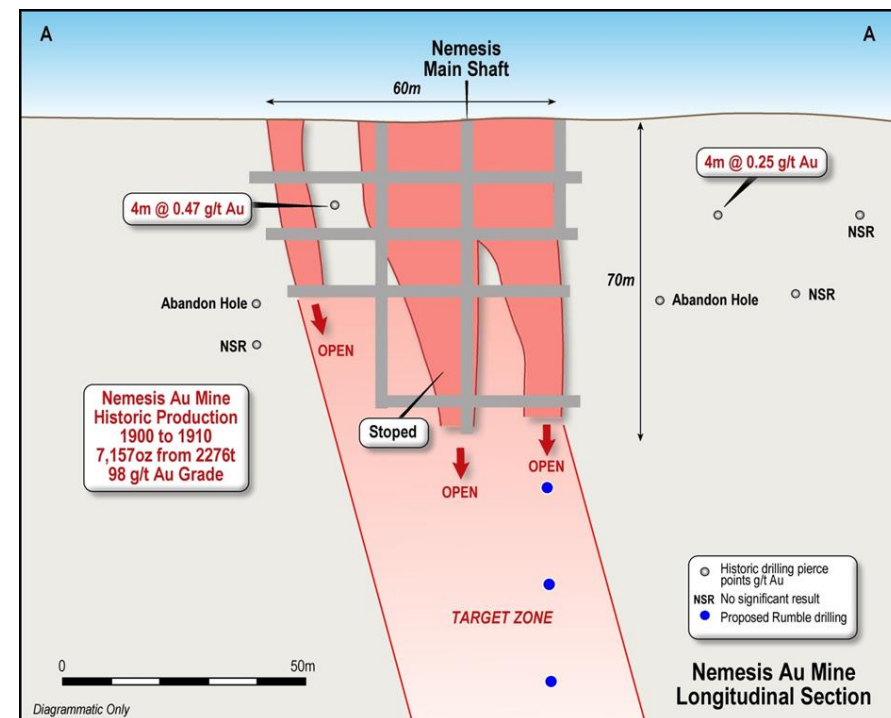 A
A
Nemesis
Main Shaft
60m
4m @ 0.25 g/t Au
4m @ 0.47 g/t Au
NSR
70m
Abandon Hole
Abandon Hole
NSR
NSR
OPEN
Nemesis Au Mine
Historic Production
1900 to 1910
7,157oz from 2276t
98 g/t Au Grade
Stoped
OPEN
OPEN
Historic drilling pierce
points g/t Au
NSR No significant result
Proposed Rumble drilling
TARGET ZONE
0 50m
Nemesis Au Mine
Longitudinal Section
Diagrammatic Only